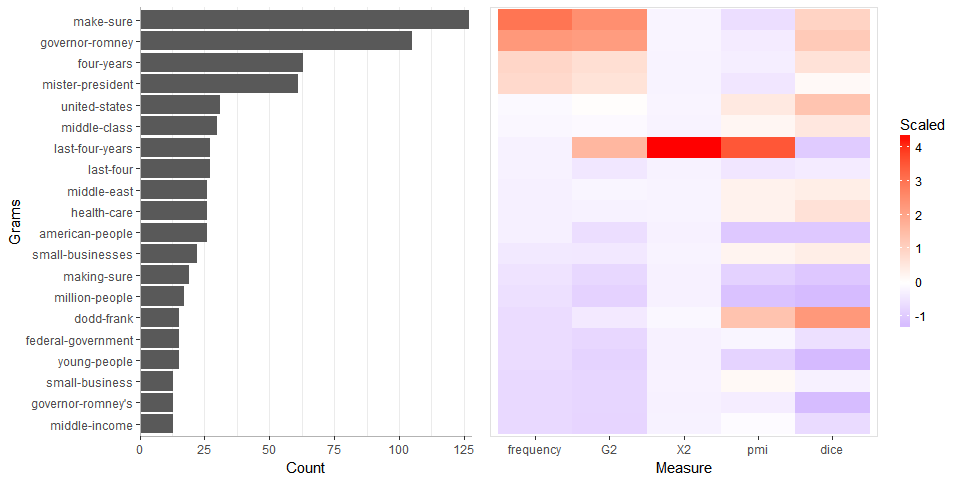 Grams
make-sure
governor-romney
four-years
mister-president
united-states
middle-class
last-four-years
last-four
middle-east
health-care
american-people
small-businesses
making-sure
million-people
dodd-frank
federal-government
young-people
small-business
governor-romney's
middle-income
0 25 50 75 100 125
Count
frequency G2 X2 pmi dice
Measure
Scaled
4
3
2
1
0
-1